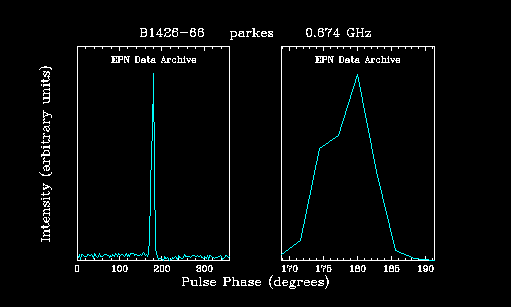 B1426−66 parkes 0.674 GHz
EPN Data Archive EPN Data Archive
Intensity (arbitrary units)
0 100 200 300 170 175 180 185 190
Pulse Phase (degrees)